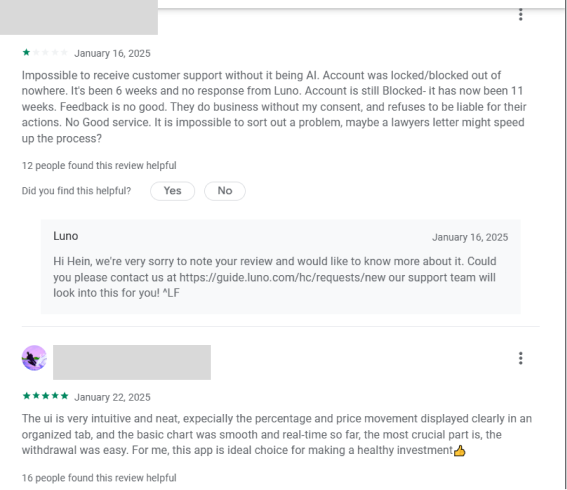 January 16, 2025
Impossible to receive customer support without it being AI. Account was locked/blocked out of
nowhere. It's been 6 weeks and no response from Luno. Account is still Blocked- it has now been 11
weeks. Feedback is no good. They do business without my consent, and refuses to be liable for their
actions. No Good service. It is impossible to sort out a problem, maybe a lawyers letter might speed
up the process?
12 people found this review helpful
Did you find this helpful? Yes No
Luno January 16, 2025
Hi Hein, we're very sorry to note your review and would like to know more about it. Could
you please contact us at https://guide.luno.com/hc/requests/new our support team will
look into this for you! ^LF
January 22, 2025
The ui is very intuitive and neat, expecially the percentage and price movement displayed clearly in an
organized tab, and the basic chart was smooth and real-time so far, the most crucial part is, the
withdrawal was easy. For me, this app is ideal choice for making a healthy investment👍
16 people found this review helpful